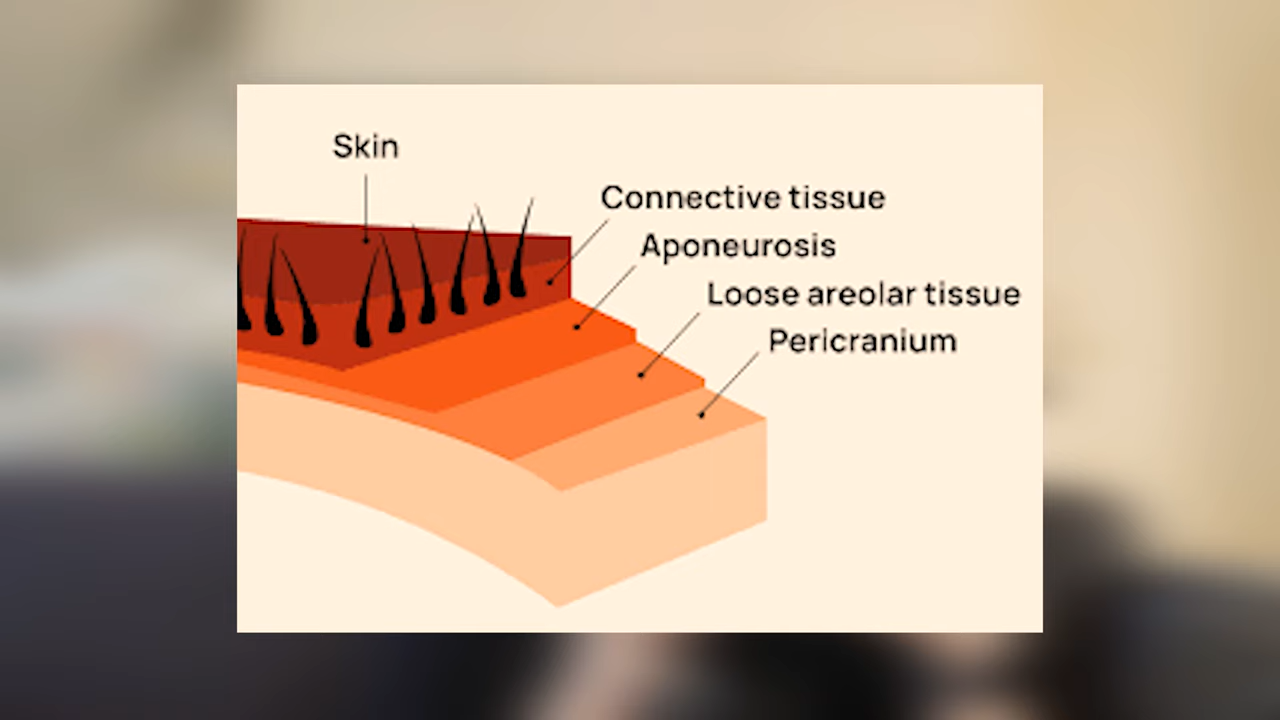 Skin
Connective tissue
Aponeurosis
Loose areolar tissue
Pericranium